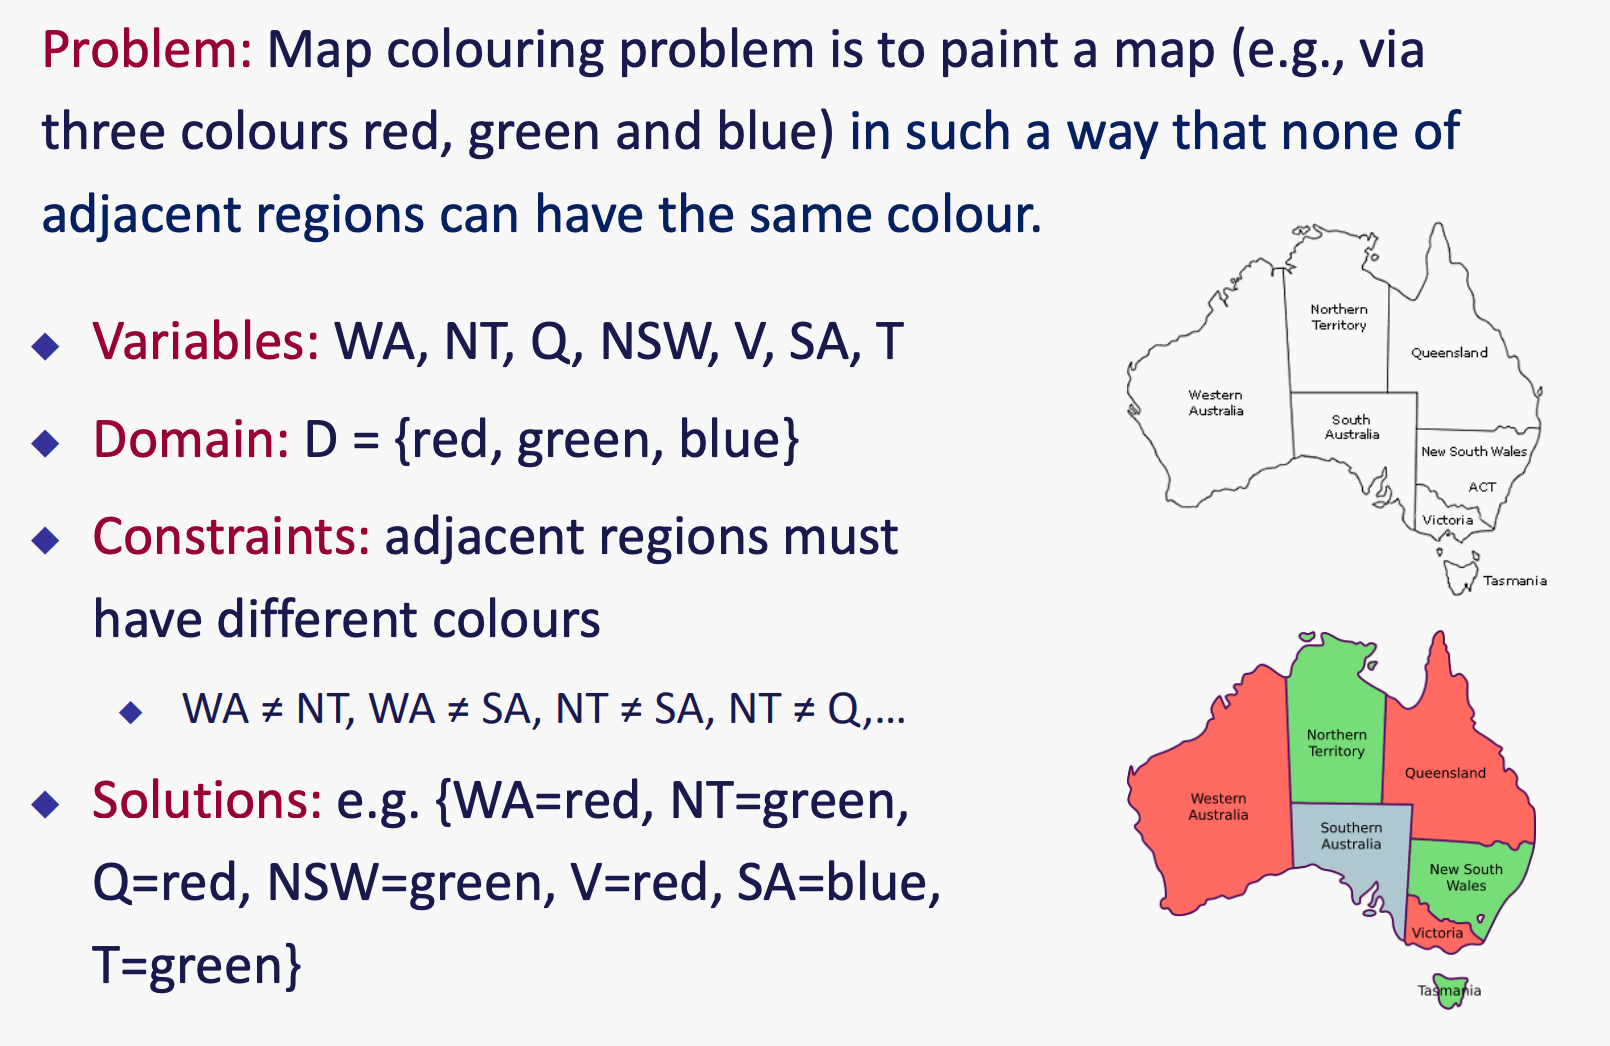 Problem: Map colouring problem is to paint a map (e.g., via
three colours red, green and blue) in such a way that none of
adjacent regions can have the same colour.
◆ Variables: WA, NT, Q, NSW, V, SA, T
◆ Domain: D = {red, green, blue}
◆ Constraints: adjacent regions must
have different colours
◆ WA ≠ NT, WA ≠ SA, NT ≠ SA, NT ≠ Q,...
◆ Solutions: e.g. {WA=red, NT=green,
Q=red, NSW=green, V=red, SA=blue,
T=green}
Northern
Territory
Queensland
Western
Australia
South
Australia
New South Wales
ACT
Victoria
Tasmania
Northern
Territory
Queensland
Western
Australia
Southern
Australia
New South
Wales
Victoria
Tasmania